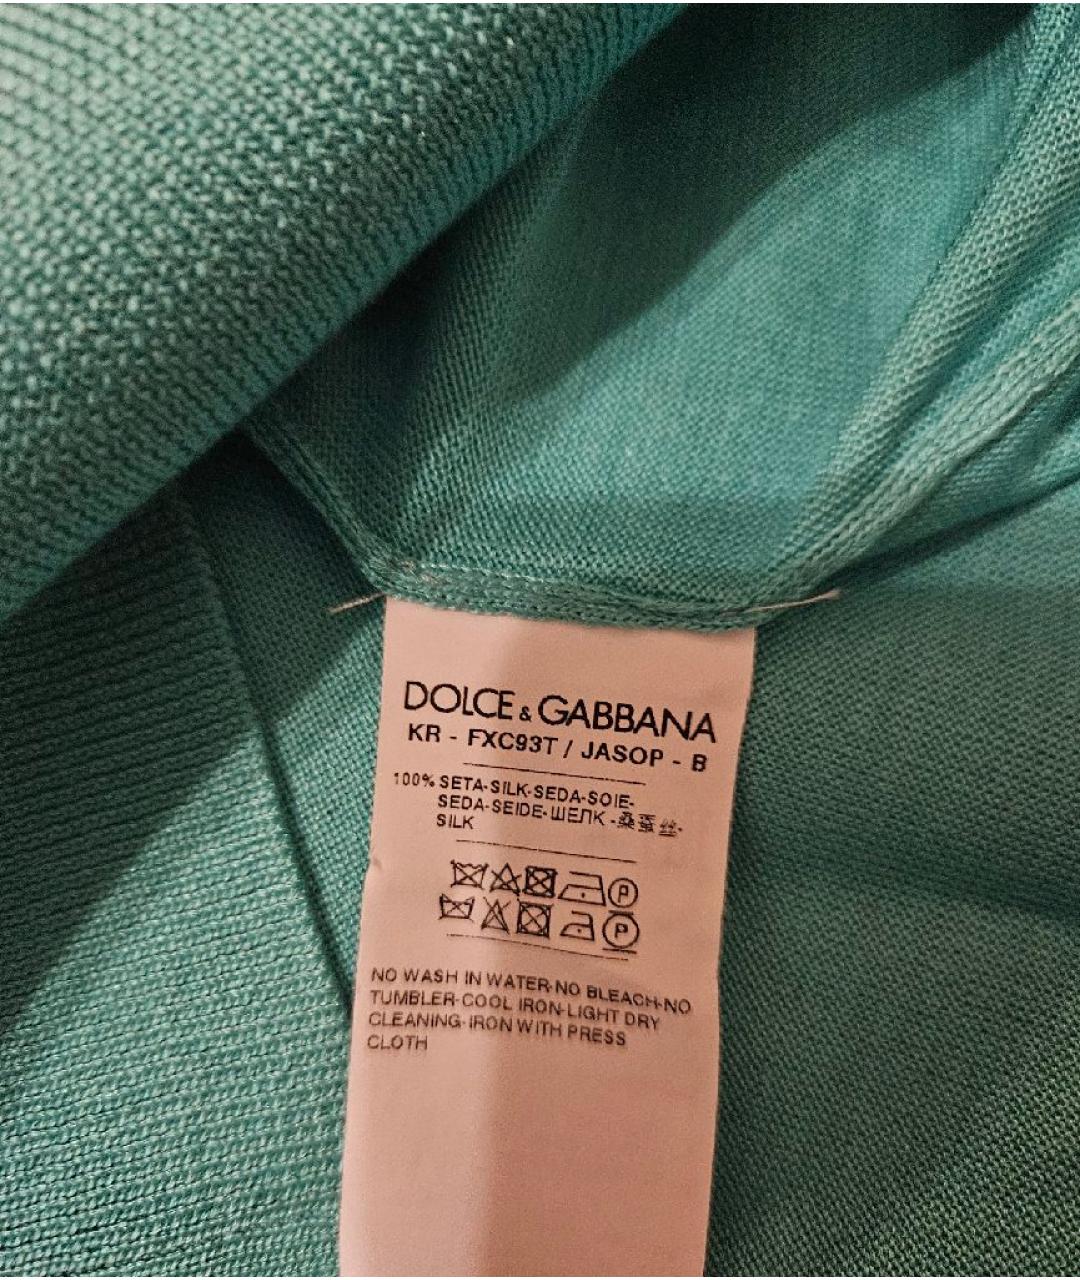 DOLCE & GABBANA
KR - FXC93T / JASOP - B
100% SETA-SILK-SEDA-SOIE-
SEDA-SEIDE-ШЕЛК-桑蚕丝-
SILK
P
P
NO WASH IN WATER-NO BLEACH-NO
TUMBLER-COOL IRON-LIGHT DRY
CLEANING-IRON WITH PRESS
CLOTH